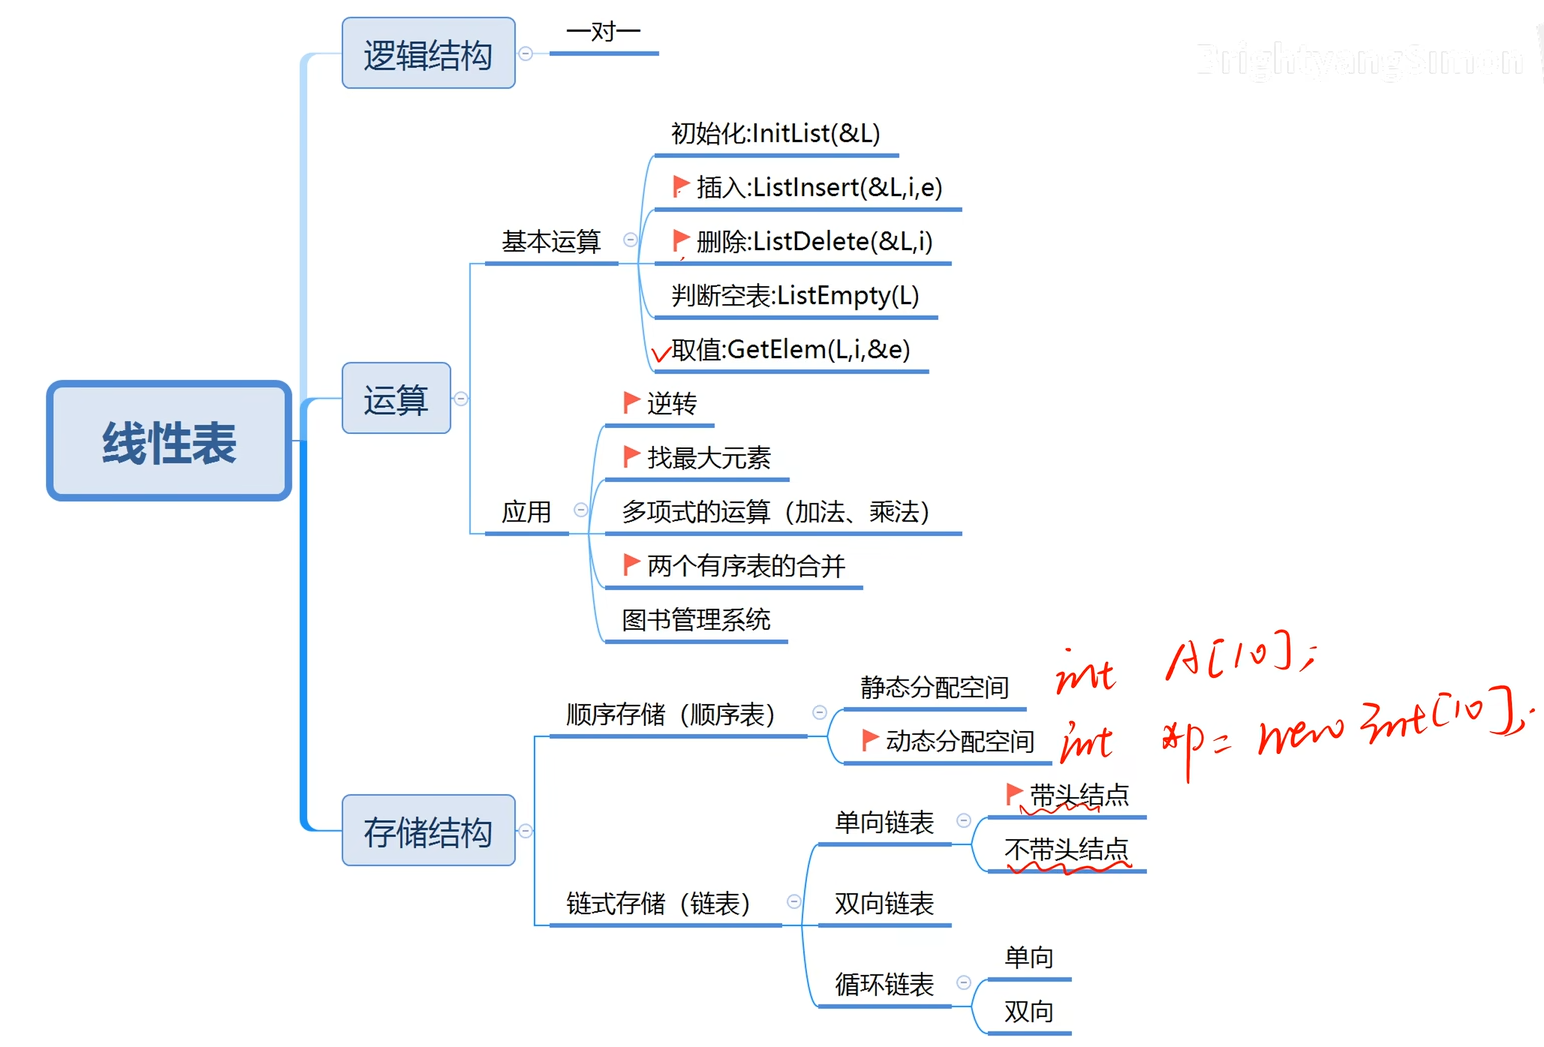 BrightyangSimon
逻辑结构
一对一
初始化:InitList(&L)
插入:ListInsert(&L,i,e)
基本运算
删除:ListDelete(&L,i)
判断空表:ListEmpty(L)
取值:GetElem(L,i,&e)
运算
逆转
线性表
找最大元素
应用
多项式的运算（加法、乘法）
两个有序表的合并
图书管理系统
静态分配空间 int A[10];
顺序存储（顺序表）
动态分配空间 int *p = new int[10];
带头结点
单向链表
存储结构
不带头结点
链式存储（链表）
双向链表
单向
循环链表
双向